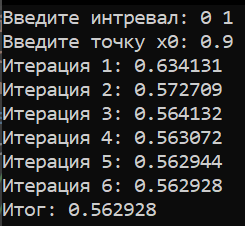 Введите интревал: 0 1
Введите точку x0: 0.9
Итерация 1: 0.634131
Итерация 2: 0.572709
Итерация 3: 0.564132
Итерация 4: 0.563072
Итерация 5: 0.562944
Итерация 6: 0.562928
Итог: 0.562928